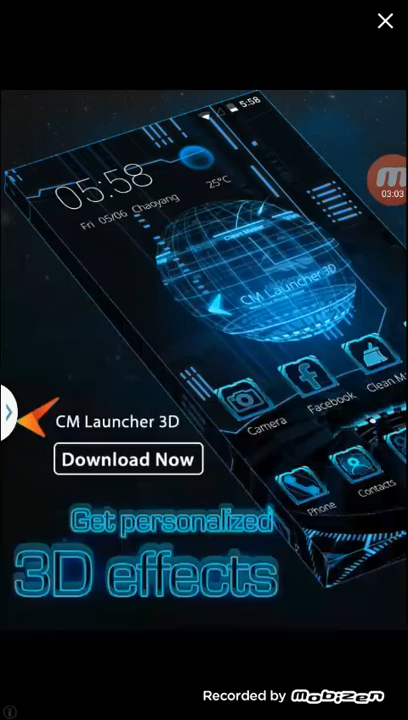 5:58
05:58
Fri 05/06 Chaoyang 25°C
03:03
CM Launcher 3D
Camera
Facebook
Phone
Contacts
CM Launcher 3D
Download Now
Get personalized
3D effects
Recorded by Mobizen